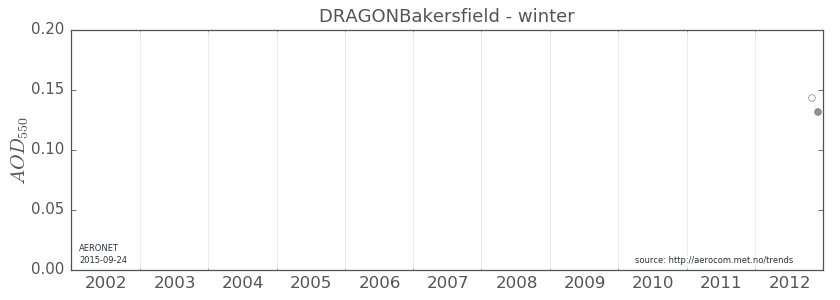 DRAGONBakersfield - winter
0.20
0.15
0.10
0.05
0.00
AOD550
AERONET
2015-09-24
source: http://aerocom.met.no/trends
2002 2003 2004 2005 2006 2007 2008 2009 2010 2011 2012